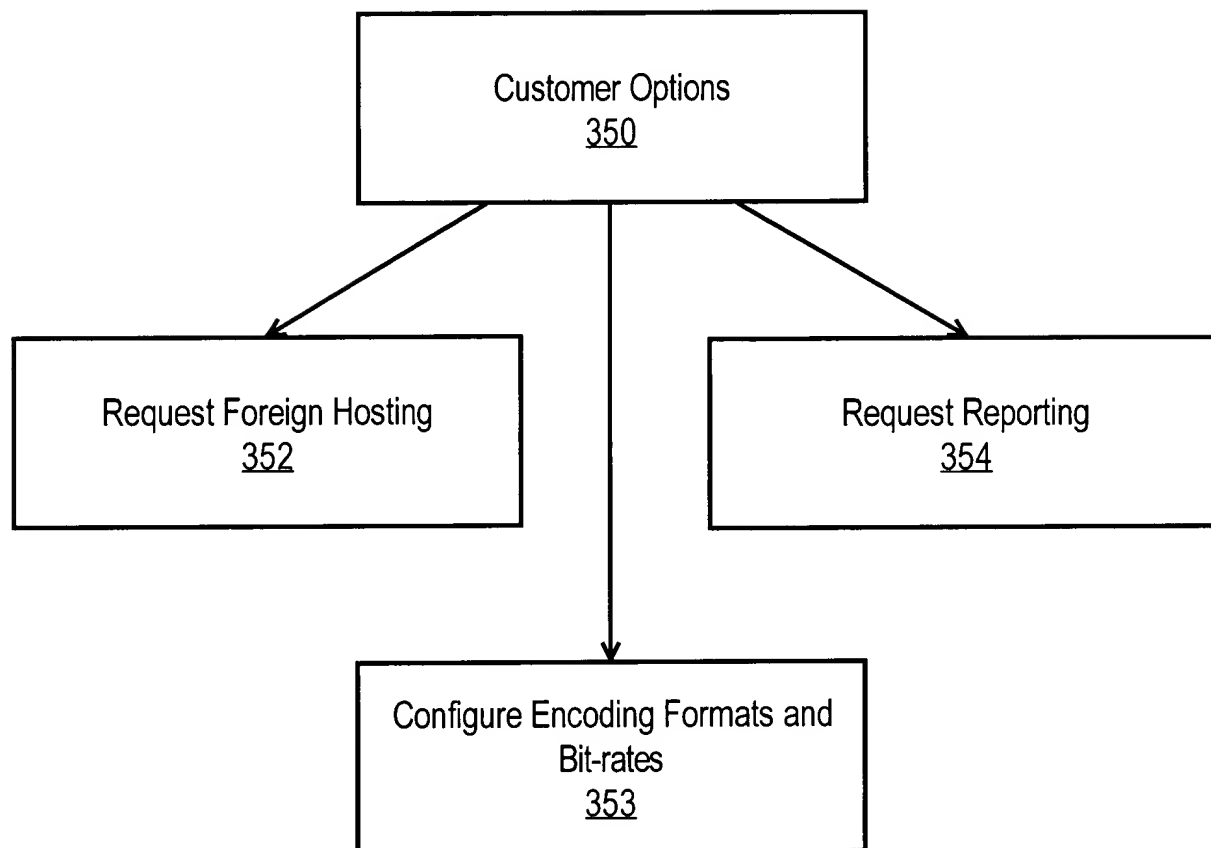 Customer Options
350
Request Foreign Hosting
352
Request Reporting
354
Configure Encoding Formats and
Bit-rates
353